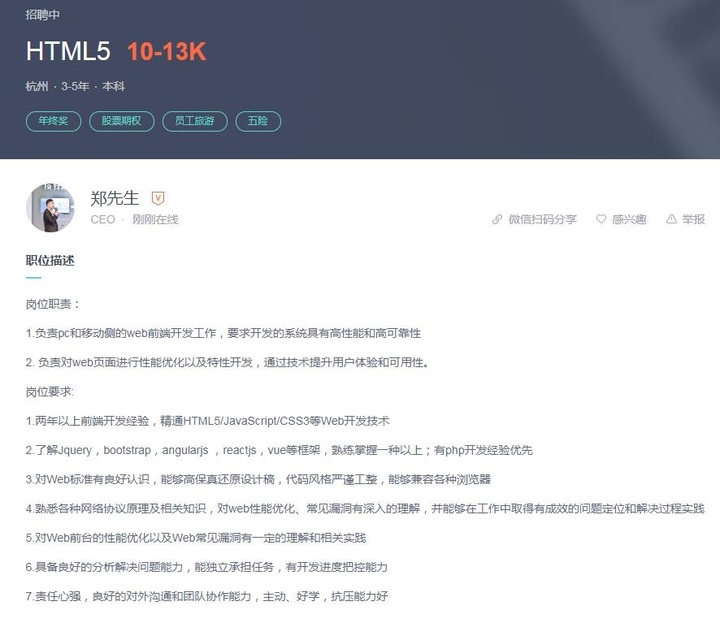 招聘中
HTML5 10-13K
杭州 · 3-5年 · 本科
年终奖 股票期权 员工旅游 五险
郑先生
CEO · 刚刚在线
微信扫码分享 感兴趣 举报
职位描述
岗位职责：
1.负责pc和移动侧的web前端开发工作，要求开发的系统具有高性能和高可靠性
2. 负责对web页面进行性能优化以及特性开发，通过技术提升用户体验和可用性。
岗位要求:
1.两年以上前端开发经验，精通HTML5/JavaScript/CSS3等Web开发技术
2.了解Jquery，bootstrap，angularjs ，reactjs，vue等框架，熟练掌握一种以上；有php开发经验优先
3.对Web标准有良好认识，能够高保真还原设计稿，代码风格严谨工整，能够兼容各种浏览器
4.熟悉各种网络协议原理及相关知识，对web性能优化、常见漏洞有深入的理解，并能够在工作中取得有成效的问题定位和解决过程实践
5.对Web前台的性能优化以及Web常见漏洞有一定的理解和相关实践
6.具备良好的分析解决问题能力，能独立承担任务，有开发进度把控能力
7.责任心强，良好的对外沟通和团队协作能力，主动、好学，抗压能力好